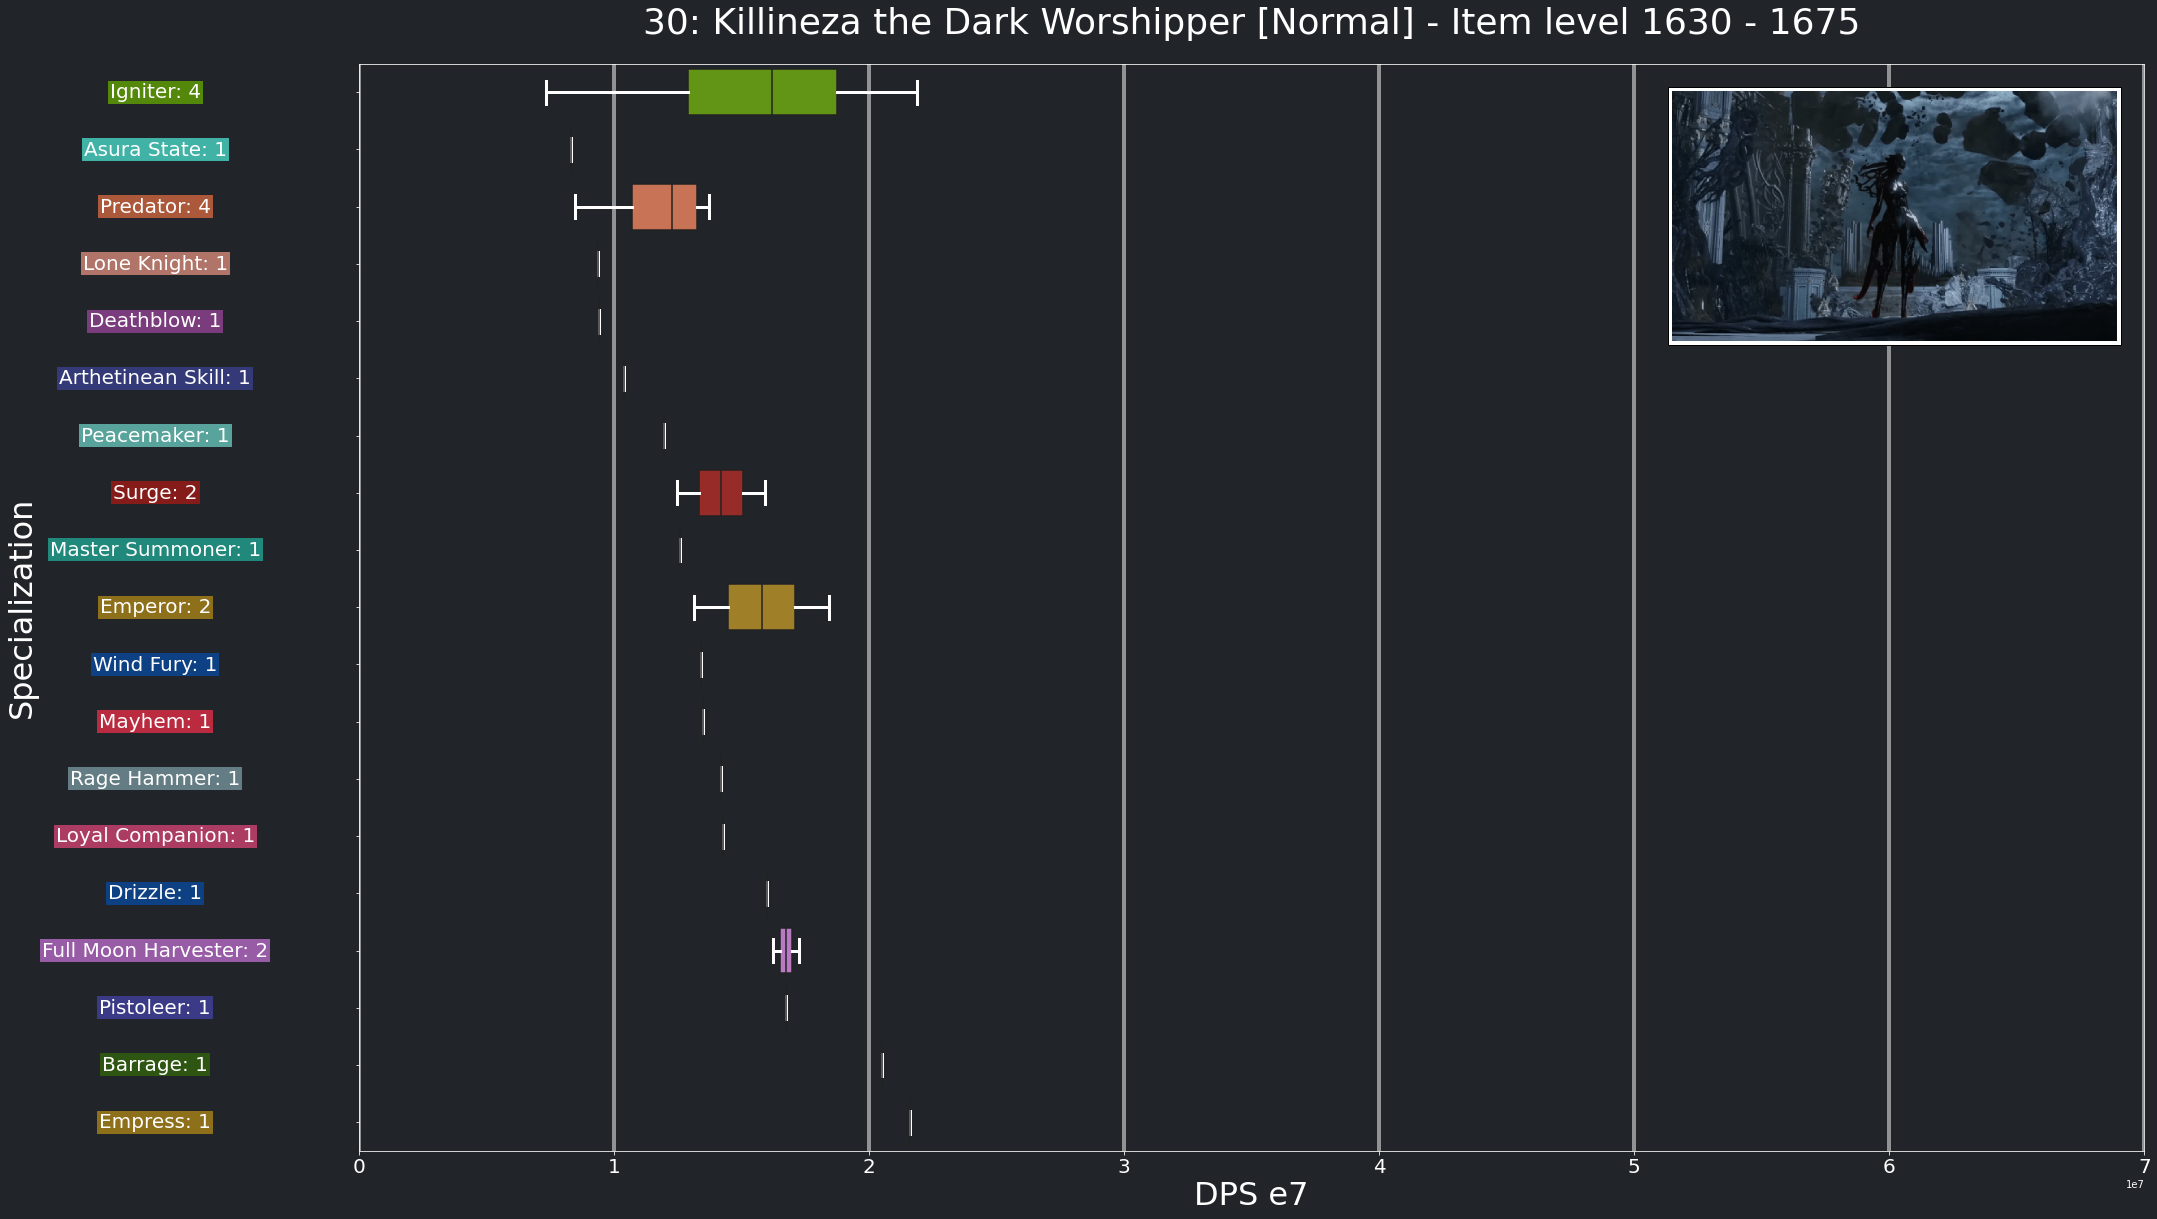 30: Killineza the Dark Worshipper [Normal] - Item level 1630 - 1675
Specialization
Igniter: 4
Asura State: 1
Predator: 4
Lone Knight: 1
Deathblow: 1
Arthetinean Skill: 1
Peacemaker: 1
Surge: 2
Master Summoner: 1
Emperor: 2
Wind Fury: 1
Mayhem: 1
Rage Hammer: 1
Loyal Companion: 1
Drizzle: 1
Full Moon Harvester: 2
Pistoleer: 1
Barrage: 1
Empress: 1
0 1 2 3 4 5 6 7
1e7
DPS e7